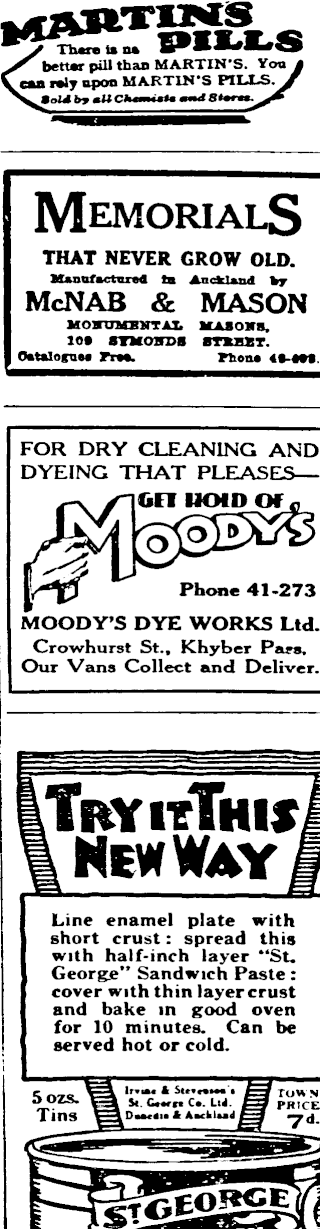 MARTIN'S
PILLS
There is no
better pill than MARTIN'S. You
can rely upon MARTIN'S PILLS.
Sold by all Chemists and Stores.
MEMORIALS
THAT NEVER GROW OLD.
Manufactured in Auckland by
McNAB & MASON
MONUMENTAL MASONS,
109 SYMONDS STREET.
Catalogues Free. Phone
FOR DRY CLEANING AND
DYEING THAT PLEASES—
GET HOLD OF
MOODY'S
Phone 41-273
MOODY'S DYE WORKS Ltd.
Crowhurst St., Khyber Pass.
Our Vans Collect and Deliver.
TRY IT THIS
NEW WAY
Line enamel plate with
short crust: spread this
with half-inch layer "St.
George" Sandwich Paste:
cover with thin layer crust
and bake in good oven
for 10 minutes. Can be
served hot or cold.
5 ozs.
Tins
Irvine & Stevenson's
St. George Co. Ltd.
Dunedin & Auckland
TOWN
PRICE
7d.
ST GEORGE